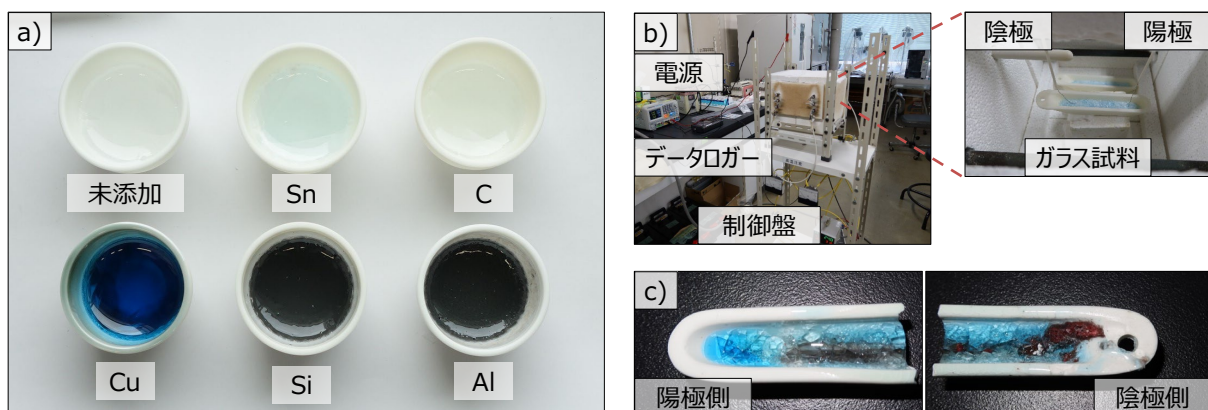 a)
未添加
Sn
C
Cu
Si
Al
b)
電源
データロガー
制御盤
陰極
陽極
ガラス試料
c)
陽極側
陰極側